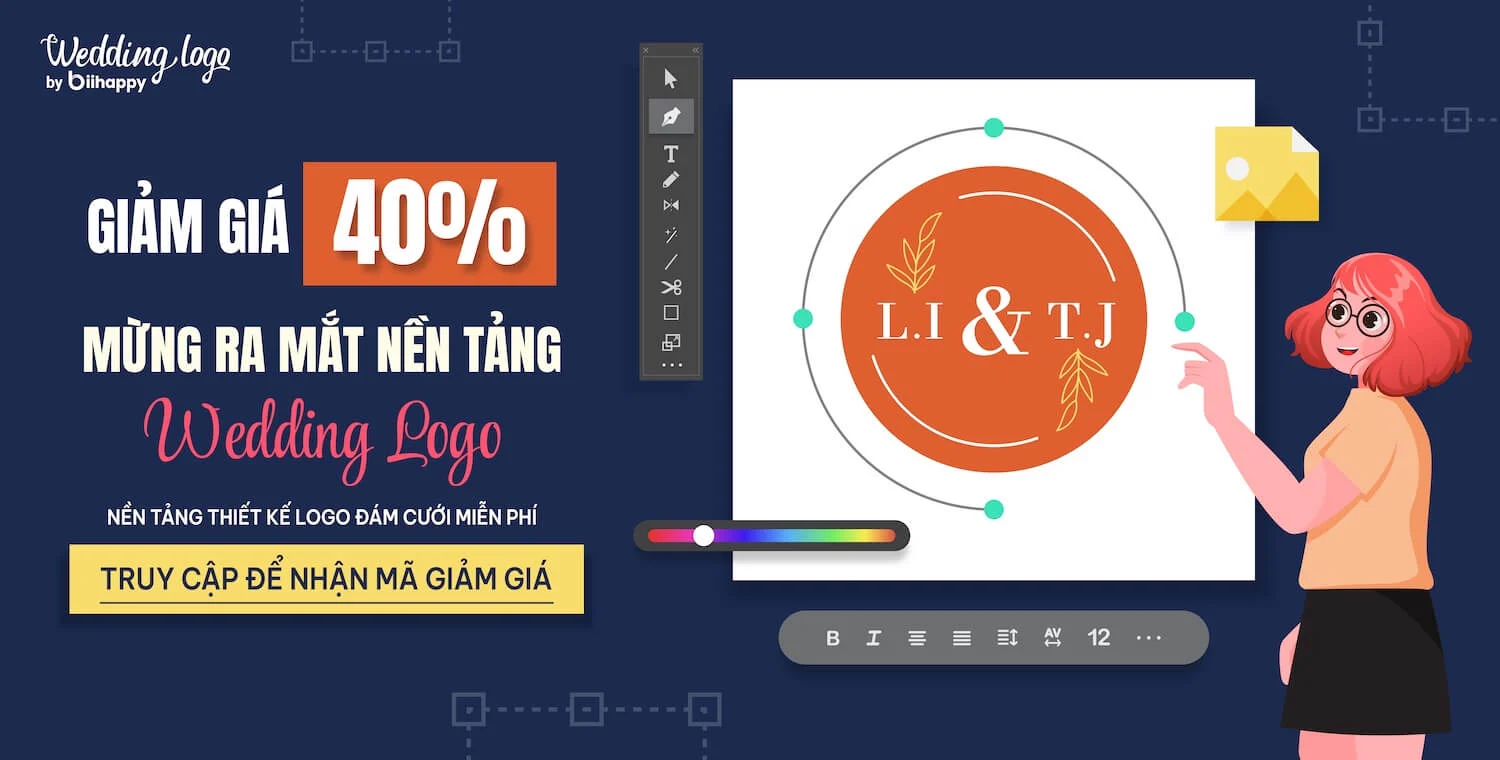 Wedding logo
by Biihappy
GIẢM GIÁ 40%
MỪNG RA MẮT NỀN TẢNG
Wedding Logo
NỀN TẢNG THIẾT KẾ LOGO ĐÁM CƯỚI MIỄN PHÍ
TRUY CẬP ĐỂ NHẬN MÃ GIẢM GIÁ
T
L.I & T.J
B I AV 12 ...